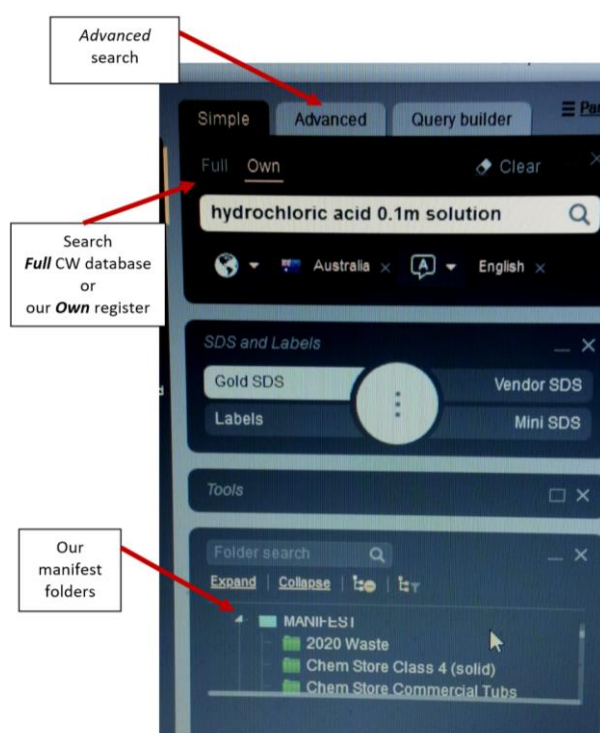 Advanced
search
Simple
Advanced
Query builder
Full
Own
Clear
hydrochloric acid 0.1m solution
Search
Full CW database
or
our Own register
Australia
English
SDS and Labels
Gold SDS
Vendor SDS
Labels
Mini SDS
Tools
Our
manifest
folders
Folder search
Expand
Collapse
MANIFEST
2020 Waste
Chem Store Class 4 (solid)
Chem Store Commercial Tubs